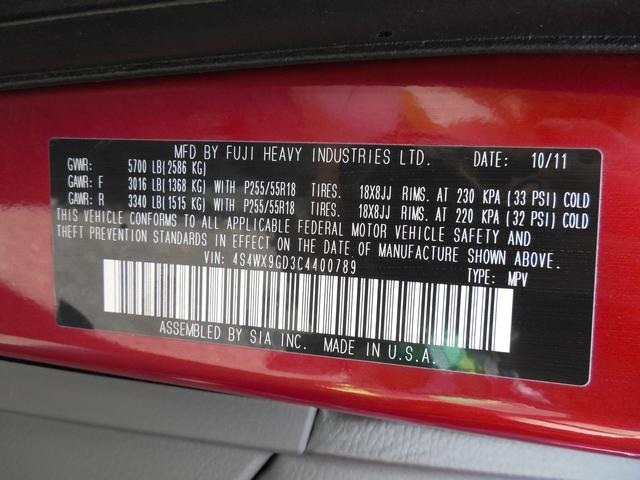 MFD BY FUJI HEAVY INDUSTRIES LTD. DATE: 10/11
GVWR: 5700 LB(2586 KG)
GAWR: F 3016 LB(1368 KG) WITH P255/55R18 TIRES. 18X8JJ RIMS. AT 230 KPA (33 PSI) COLD
GAWR: R 3340 LB(1515 KG) WITH P255/55R18 TIRES. 18X8JJ RIMS. AT 220 KPA (32 PSI) COLD
THIS VEHICLE CONFORMS TO ALL APPLICABLE FEDERAL MOTOR VEHICLE SAFETY AND
THEFT PREVENTION STANDARDS IN EFFECT ON THE DATE OF MANUFACTURE SHOWN ABOVE.
VIN: 4S4WX9GD3C4400789 TYPE: MPV
ASSEMBLED BY SIA INC. MADE IN U.S.A.